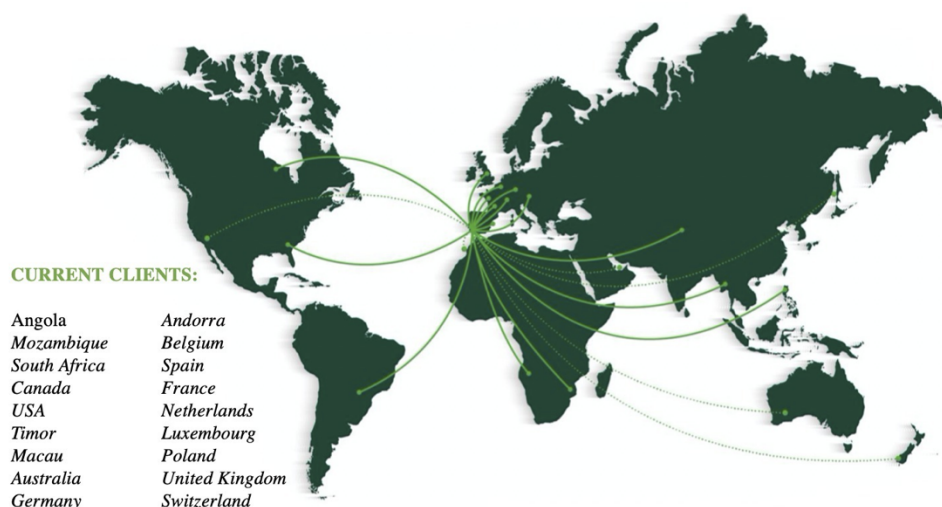 CURRENT CLIENTS:
Angola
Mozambique
South Africa
Canada
USA
Timor
Macau
Australia
Germany
Andorra
Belgium
Spain
France
Netherlands
Luxembourg
Poland
United Kingdom
Switzerland